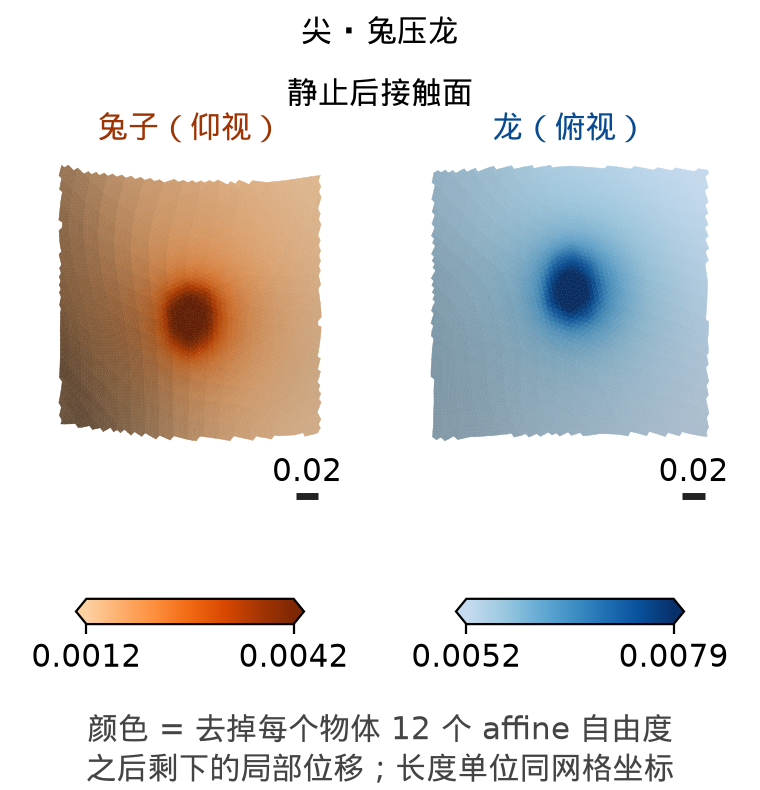 尖·兔压龙
静止后接触面
兔子（仰视）
龙（俯视）
0.02
0.02
0.0012
0.0042
0.0052
0.0079
颜色 = 去掉每个物体 12 个 affine 自由度
之后剩下的局部位移；长度单位同网格坐标